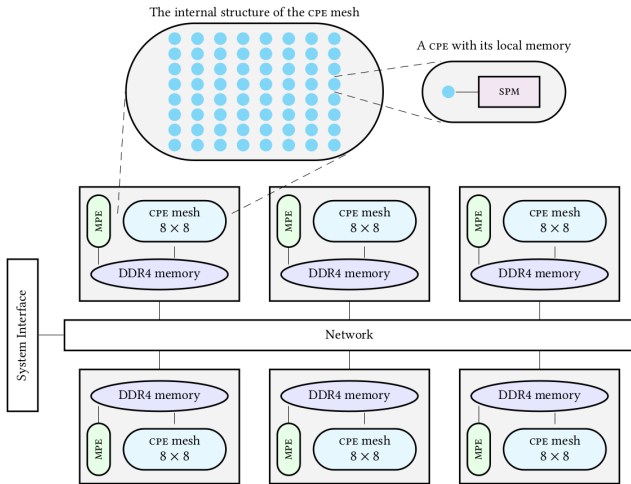 The internal structure of the CPE mesh
A CPE with its local memory
SPM
MPE
CPE mesh
8 × 8
DDR4 memory
MPE
CPE mesh
8 × 8
DDR4 memory
MPE
CPE mesh
8 × 8
DDR4 memory
System Interface
Network
DDR4 memory
MPE
CPE mesh
8 × 8
DDR4 memory
MPE
CPE mesh
8 × 8
DDR4 memory
MPE
CPE mesh
8 × 8